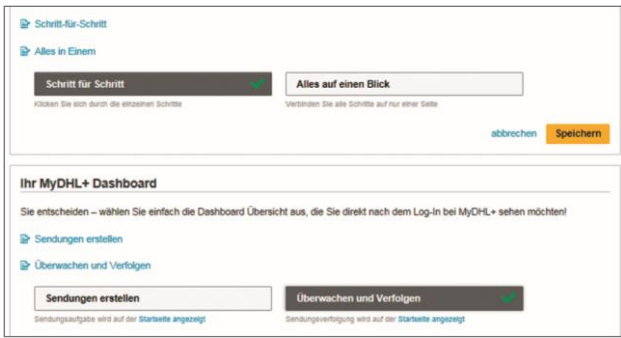 Schritt-für-Schritt
Alles in Einem
Schritt für Schritt
Alles auf einen Blick
Klicken Sie sich durch die einzelnen Schritte
Verbinden Sie alle Schritte auf nur einer Seite
abbrechen
Speichern
Ihr MyDHL+ Dashboard
Sie entscheiden – wählen Sie einfach die Dashboard Übersicht aus, die Sie direkt nach dem Log-In bei MyDHL+ sehen möchten!
Sendungen erstellen
Überwachen und Verfolgen
Sendungen erstellen
Überwachen und Verfolgen
Sendungsaufgabe wird auf der Startseite angezeigt
Sendungsverfolgung wird auf der Startseite angezeigt